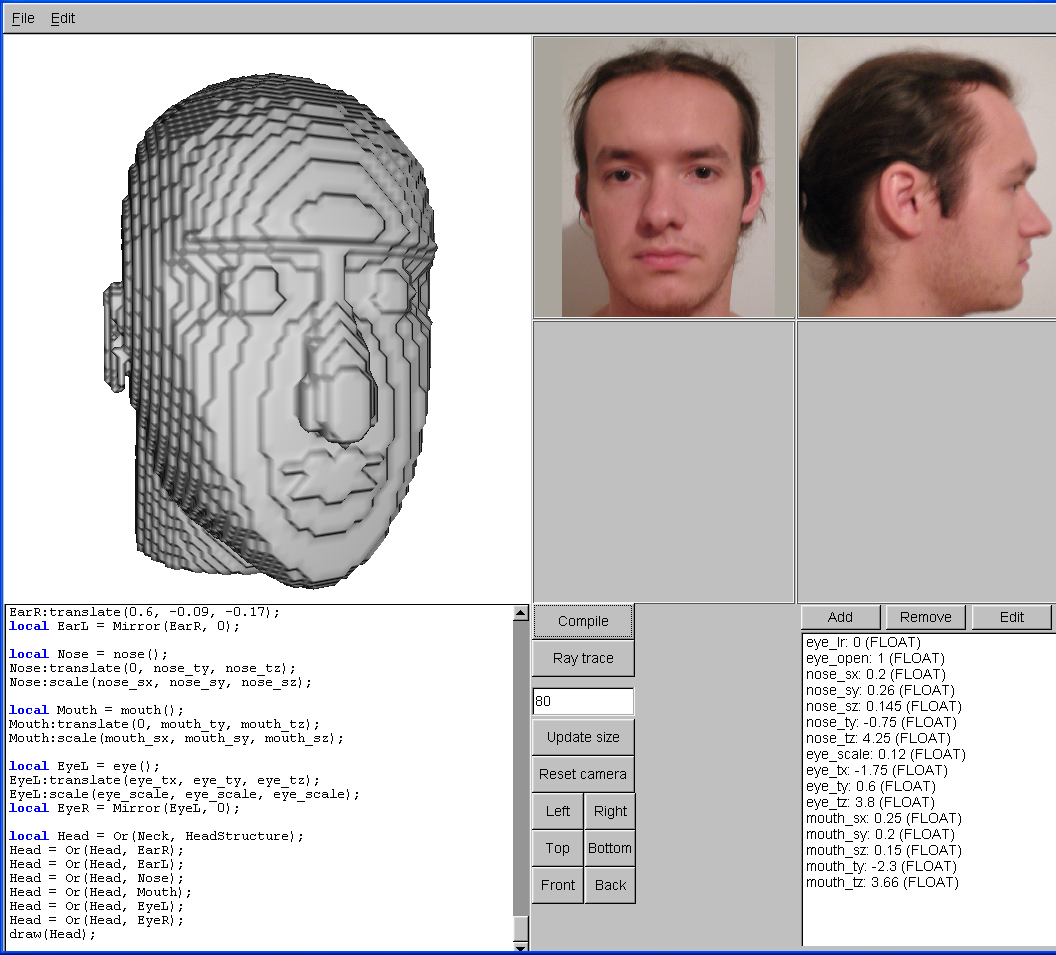 File Edit
EarR:translate(0.6, -0.09, -0.17);
local EarL = Mirror(EarR, 0);
local Nose = nose();
Nose:translate(0, nose_ty, nose_tz);
Nose:scale(nose_sx, nose_sy, nose_sz);
local Mouth = mouth();
Mouth:translate(0, mouth_ty, mouth_tz);
Mouth:scale(mouth_sx, mouth_sy, mouth_sz);
local EyeL = eye();
EyeL:translate(eye_tx, eye_ty, eye_tz);
EyeL:scale(eye_scale, eye_scale, eye_scale);
local EyeR = Mirror(EyeL, 0);
local Head = Or(Neck, HeadStructure);
Head = Or(Head, EarR);
Head = Or(Head, EarL);
Head = Or(Head, Nose);
Head = Or(Head, Mouth);
Head = Or(Head, EyeL);
Head = Or(Head, EyeR);
draw(Head);
Compile
Ray trace
80
Update size
Reset camera
Left Right
Top Bottom
Front Back
Add Remove Edit
eye_lr: 0 (FLOAT)
eye_open: 1 (FLOAT)
nose_sx: 0.2 (FLOAT)
nose_sy: 0.26 (FLOAT)
nose_sz: 0.145 (FLOAT)
nose_ty: -0.75 (FLOAT)
nose_tz: 4.25 (FLOAT)
eye_scale: 0.12 (FLOAT)
eye_tx: -1.75 (FLOAT)
eye_ty: 0.6 (FLOAT)
eye_tz: 3.8 (FLOAT)
mouth_sx: 0.25 (FLOAT)
mouth_sy: 0.2 (FLOAT)
mouth_sz: 0.15 (FLOAT)
mouth_ty: -2.3 (FLOAT)
mouth_tz: 3.66 (FLOAT)